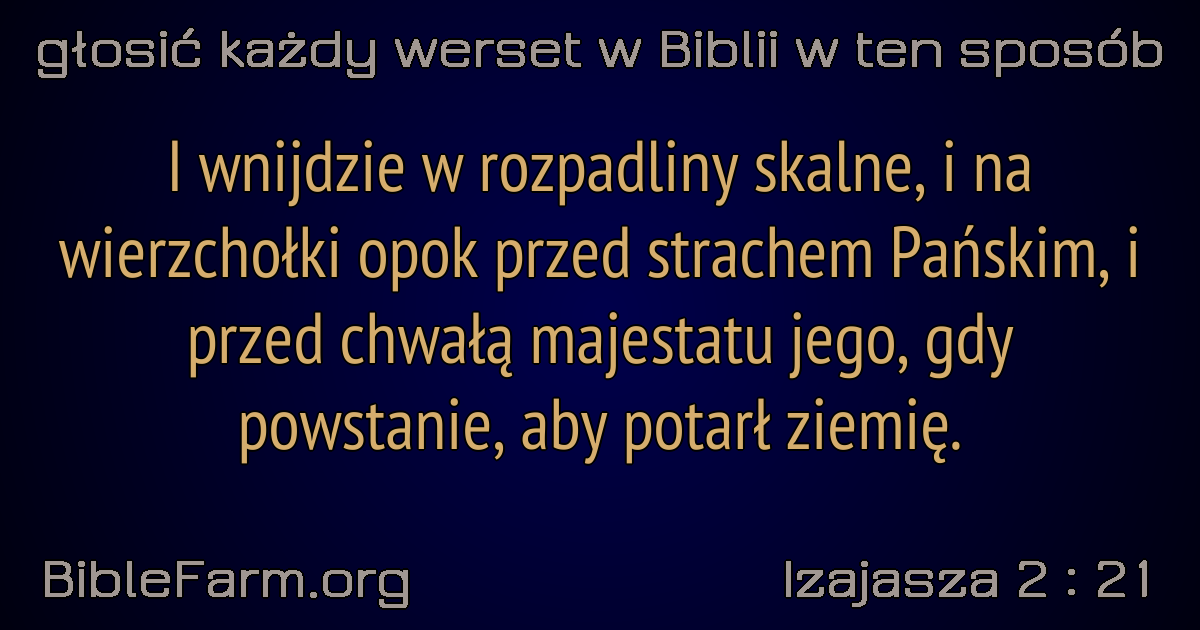 głosić każdy werset w Biblii w ten sposób
I wnijdzie w rozpadliny skalne, i na
wierzchołki opok przed strachem Pańskim, i
przed chwałą majestatu jego, gdy
powstanie, aby potarł ziemię.
BibleFarm.org
Izajasza 2 : 21